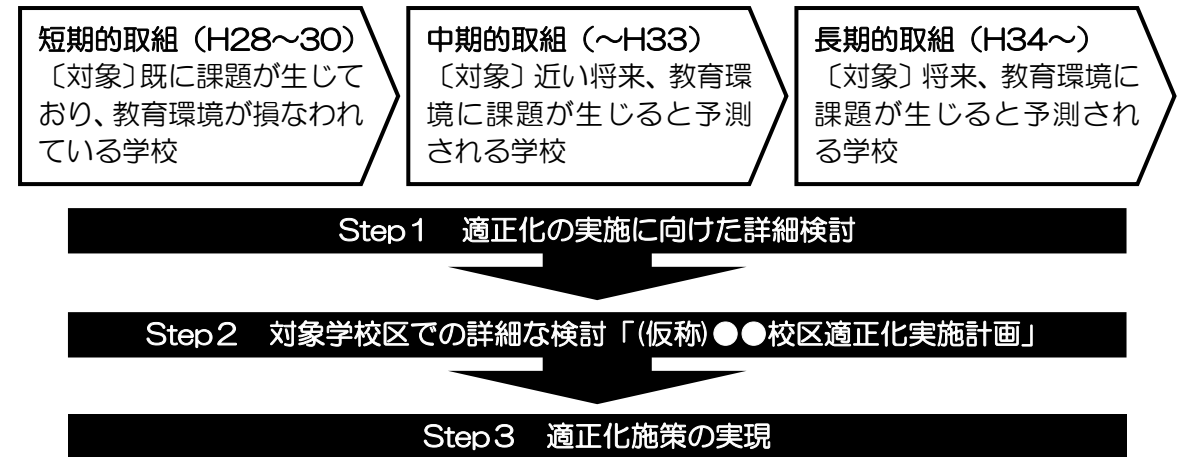 短期的取組（H28～30）
〔対象〕既に課題が生じて
おり、教育環境が損なわれ
ている学校
中期的取組（～H33）
〔対象〕近い将来、教育環
境に課題が生じると予測
される学校
長期的取組（H34～）
〔対象〕将来、教育環境に
課題が生じると予測され
る学校
Step１　適正化の実施に向けた詳細検討
Step２　対象学校区での詳細な検討「(仮称)●●校区適正化実施計画」
Step３　適正化施策の実現